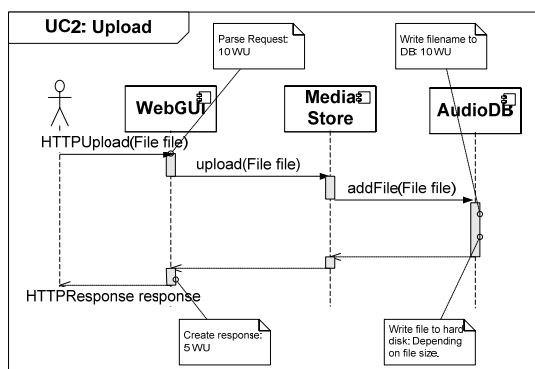 UC2: Upload
Parse Request:
10 WU
Write filename to
DB: 10 WU
WebGUI
Media
Store
AudioDB
HTTPUpload(File file)
upload(File file)
addFile(File file)
HTTPResponse response
Create response:
5 WU
Write file to hard
disk: Depending
on file size.